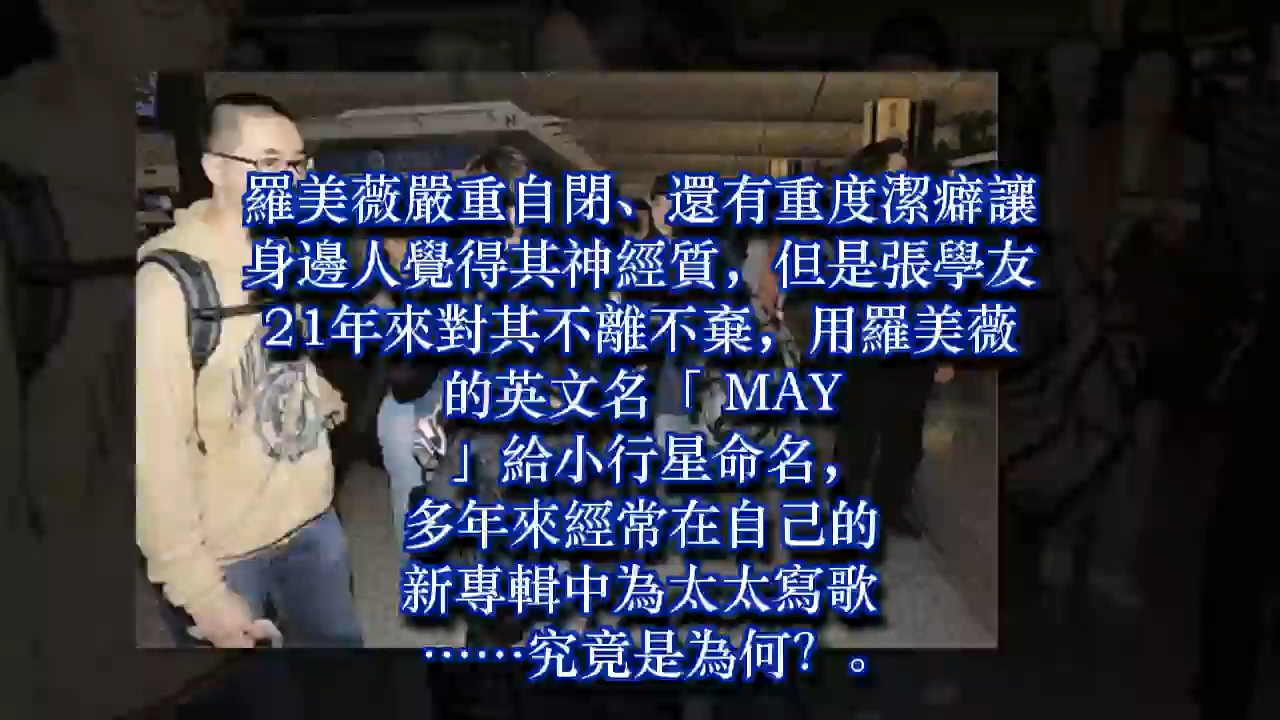 羅美薇嚴重自閉、還有重度潔癖讓
身邊人覺得其神經質，但是張學友
21年來對其不離不棄，用羅美薇
的英文名「 MAY
」給小行星命名，
多年來經常在自己的
新專輯中為太太寫歌
……究竟是為何？。